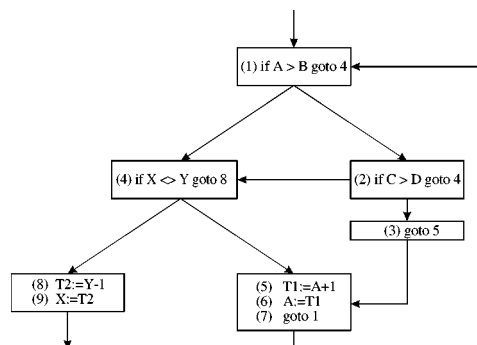 (1) if A > B goto 4
(4) if X <> Y goto 8
(2) if C > D goto 4
(3) goto 5
(8) T2:=Y-1
(9) X:=T2
(5) T1:=A+1
(6) A:=T1
(7) goto 1